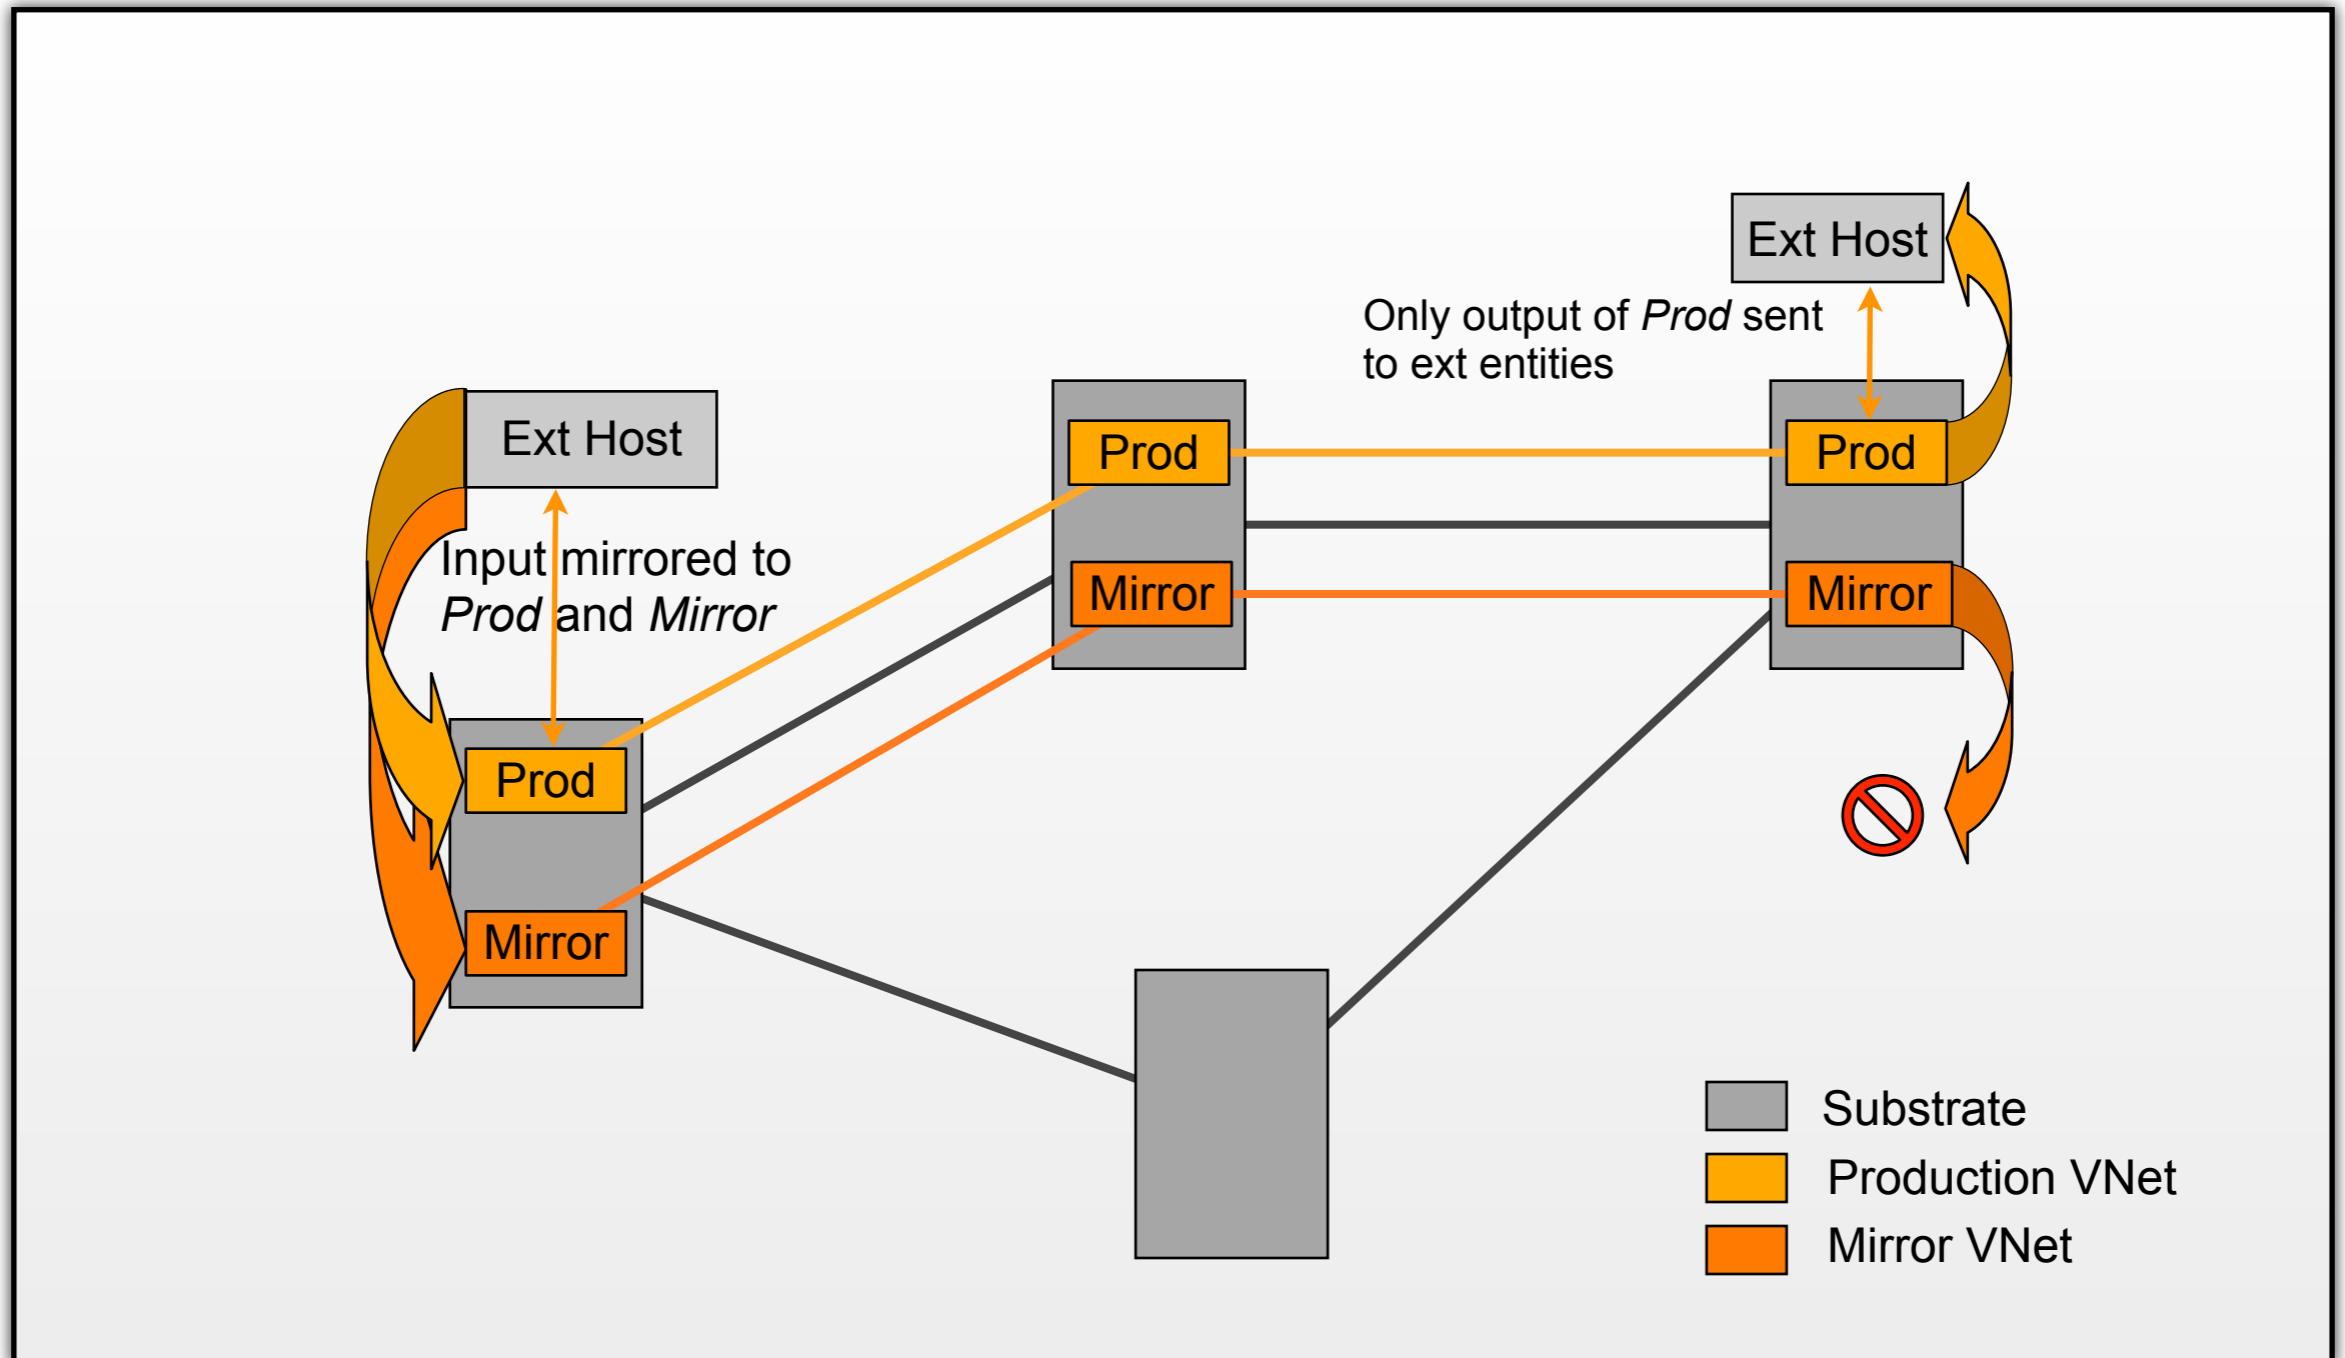 Ext Host
Only output of Prod sent
to ext entities
Ext Host
Prod
Prod
Input mirrored to
Prod and Mirror
Mirror
Mirror
Prod
Mirror
Substrate
Production VNet
Mirror VNet